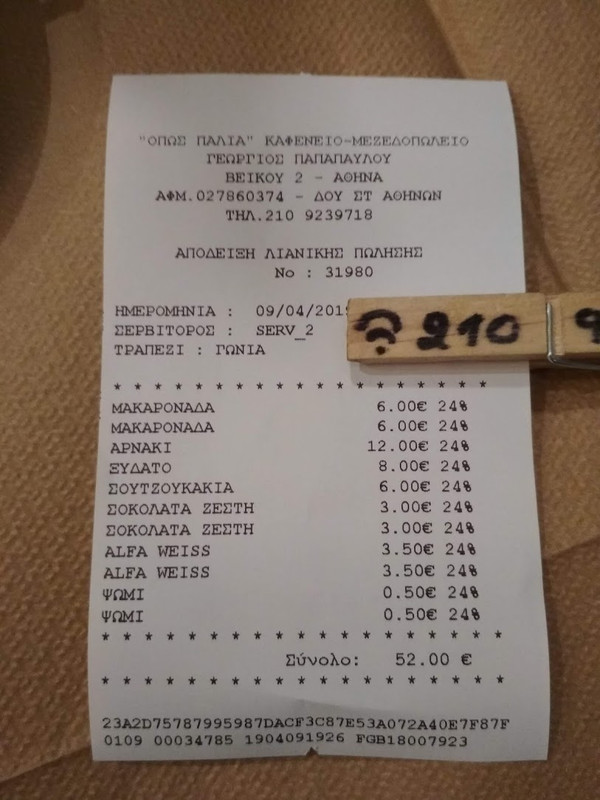 "ΟΠΩΣ ΠΑΛΙΑ" ΚΑΦΕΝΕΙΟ-ΜΕΖΕΔΟΠΩΛΕΙΟ
ΓΕΩΡΓΙΟΣ ΠΑΠΑΠΑΥΛΟΥ
ΒΕΙΚΟΥ 2 - ΑΘΗΝΑ
ΑΦΜ.027860374 - ΔΟΥ ΣΤ ΑΘΗΝΩΝ
ΤΗΛ.210 9239718
ΑΠΟΔΕΙΞΗ ΛΙΑΝΙΚΗΣ ΠΩΛΗΣΗΣ
Νο : 31980
ΗΜΕΡΟΜΗΝΙΑ : 09/04/2019
ΣΕΡΒΙΤΟΡΟΣ : SERV_2
ΤΡΑΠΕΖΙ : ΓΩΝΙΑ
210 9
* * * * * * * * * * * * * * * * * *
ΜΑΚΑΡΟΝΑΔΑ 6.00€ 24%
ΜΑΚΑΡΟΝΑΔΑ 6.00€ 24%
ΑΡΝΑΚΙ 12.00€ 24%
ΞΥΔΑΤΟ 8.00€ 24%
ΣΟΥΤΖΟΥΚΑΚΙΑ 6.00€ 24%
ΣΟΚΟΛΑΤΑ ΖΕΣΤΗ 3.00€ 24%
ΣΟΚΟΛΑΤΑ ΖΕΣΤΗ 3.00€ 24%
ALFA WEISS 3.50€ 24%
ALFA WEISS 3.50€ 24%
ΨΩΜΙ 0.50€ 24%
ΨΩΜΙ 0.50€ 24%
* * * * * * * * * * * * * * * * * *
Σύνολο: 52.00 €
* * * * * * * * * * * * * * * * * *
23A2D75787995987DACF3C87E53A072A40E7F87F
0109 00034785 1904091926 FGB18007923